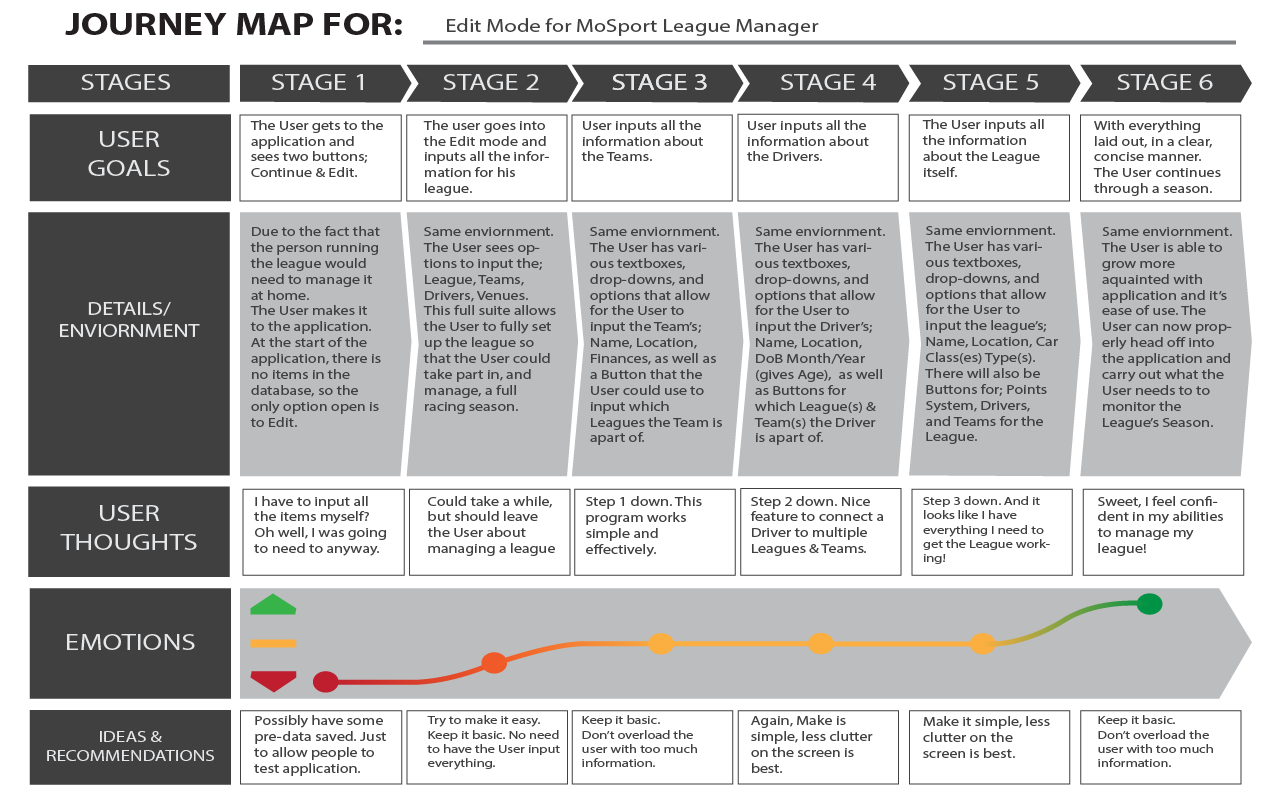 JOURNEY MAP FOR:
Edit Mode for MoSport League Manager
STAGES
STAGE 1
STAGE 2
STAGE 3
STAGE 4
STAGE 5
STAGE 6
USER
GOALS
The User gets to the
application and
sees two buttons;
Continue & Edit.
The user goes into
the Edit mode and
inputs all the infor-
mation for his
league.
User inputs all the
information about
the Teams.
User inputs all the
information about
the Drivers.
The User inputs all
the information
about the League
itself.
With everything
laid out, in a clear,
concise manner.
The User continues
through a season.
DETAILS/
ENVIORNMENT
Due to the fact that
the person running
the league would
need to manage it
at home.
The User makes it
to the application.
At the start of the
application, there is
no items in the
database, so the
only option open is
to Edit.
Same enviornment.
The User sees op-
tions to input the;
League, Teams,
Drivers, Venues.
This full suite allows
the User to fully set
up the league so
that the User could
take part in, and
manage, a full
racing season.
Same enviornment.
The User has vari-
ous textboxes,
drop-downs, and
options that allow
for the User to
input the Team's;
Name, Location,
Finances, as well as
a Button that the
User could use to
input which
Leagues the Team is
apart of.
Same enviornment.
The User has vari-
ous textboxes,
drop-downs, and
options that allow
for the User to
input the Driver's;
Name, Location,
DoB Month/Year
(gives Age),  as well
as Buttons for
which League(s) &
Team(s) the Driver
is apart of.
Same enviornment.
The User has vari-
ous textboxes,
drop-downs, and
options that allow
for the User to
input the league's;
Name, Location, Car
Class(es) Type(s).
There will also be
Buttons for; Points
System, Drivers,
and Teams for the
League.
Same enviornment.
The User is able to
grow more
aquainted with
application and it's
ease of use. The
User can now prop-
erly head off into
the application and
carry out what the
User needs to to
monitor the
League's Season.
USER
THOUGHTS
I have to input all
the items myself?
Oh well, I was going
to need to anyway.
Could take a while,
but should leave
the User about
managing a league
Step 1 down. This
program works
simple and
effectively.
Step 2 down. Nice
feature to connect a
Driver to multiple
Leagues & Teams.
Step 3 down. And it
looks like I have
everything I need to
get the League work-
ing!
Sweet, I feel confi-
dent in my abilities
to manage my
league!
EMOTIONS
IDEAS &
RECOMMENDATIONS
Possibly have some
pre-data saved. Just
to allow people to
test application.
Try to make it easy.
Keep it basic. No need
to have the User input
everything.
Keep it basic.
Don't overload the
user with too much
information.
Again, Make is
simple, less clutter
on the screen is
best.
Make it simple, less
clutter on the
screen is best.
Keep it basic.
Don't overload the
user with too much
information.